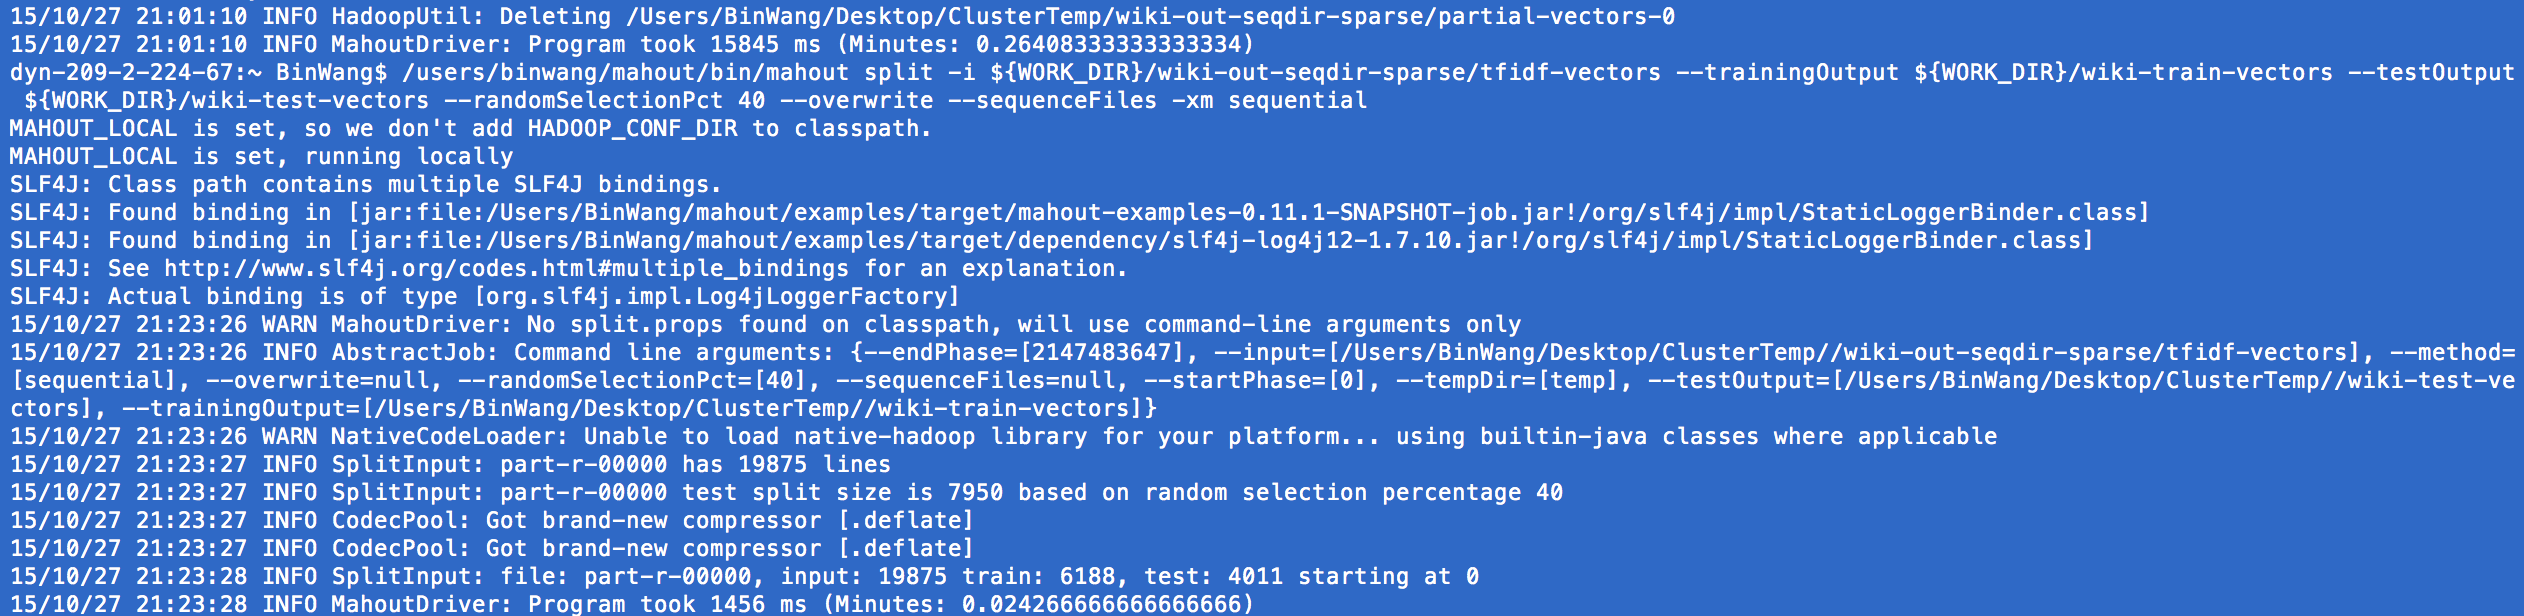 15/10/27 21:01:10 INFO HadoopUtil: Deleting /Users/BinWang/Desktop/ClusterTemp/wiki-out-seqdir-sparse/partial-vectors-0
15/10/27 21:01:10 INFO MahoutDriver: Program took 15845 ms (Minutes: 0.26408333333333334)
dyn-209-2-224-67:~ BinWang$ /users/binwang/mahout/bin/mahout split -i ${WORK_DIR}/wiki-out-seqdir-sparse/tfidf-vectors --trainingOutput ${WORK_DIR}/wiki-train-vectors --testOutput
 ${WORK_DIR}/wiki-test-vectors --randomSelectionPct 40 --overwrite --sequenceFiles -xm sequential
MAHOUT_LOCAL is set, so we don't add HADOOP_CONF_DIR to classpath.
MAHOUT_LOCAL is set, running locally
SLF4J: Class path contains multiple SLF4J bindings.
SLF4J: Found binding in [jar:file:/Users/BinWang/mahout/examples/target/mahout-examples-0.11.1-SNAPSHOT-job.jar!/org/slf4j/impl/StaticLoggerBinder.class]
SLF4J: Found binding in [jar:file:/Users/BinWang/mahout/examples/target/dependency/slf4j-log4j12-1.7.10.jar!/org/slf4j/impl/StaticLoggerBinder.class]
SLF4J: See http://www.slf4j.org/codes.html#multiple_bindings for an explanation.
SLF4J: Actual binding is of type [org.slf4j.impl.Log4jLoggerFactory]
15/10/27 21:23:26 WARN MahoutDriver: No split.props found on classpath, will use command-line arguments only
15/10/27 21:23:26 INFO AbstractJob: Command line arguments: {--endPhase=[2147483647], --input=[/Users/BinWang/Desktop/ClusterTemp//wiki-out-seqdir-sparse/tfidf-vectors], --method=
[sequential], --overwrite=null, --randomSelectionPct=[40], --sequenceFiles=null, --startPhase=[0], --tempDir=[temp], --testOutput=[/Users/BinWang/Desktop/ClusterTemp//wiki-test-ve
ctors], --trainingOutput=[/Users/BinWang/Desktop/ClusterTemp//wiki-train-vectors]}
15/10/27 21:23:26 WARN NativeCodeLoader: Unable to load native-hadoop library for your platform... using builtin-java classes where applicable
15/10/27 21:23:27 INFO SplitInput: part-r-00000 has 19875 lines
15/10/27 21:23:27 INFO SplitInput: part-r-00000 test split size is 7950 based on random selection percentage 40
15/10/27 21:23:27 INFO CodecPool: Got brand-new compressor [.deflate]
15/10/27 21:23:27 INFO CodecPool: Got brand-new compressor [.deflate]
15/10/27 21:23:28 INFO SplitInput: file: part-r-00000, input: 19875 train: 6188, test: 4011 starting at 0
15/10/27 21:23:28 INFO MahoutDriver: Program took 1456 ms (Minutes: 0.024266666666666666)